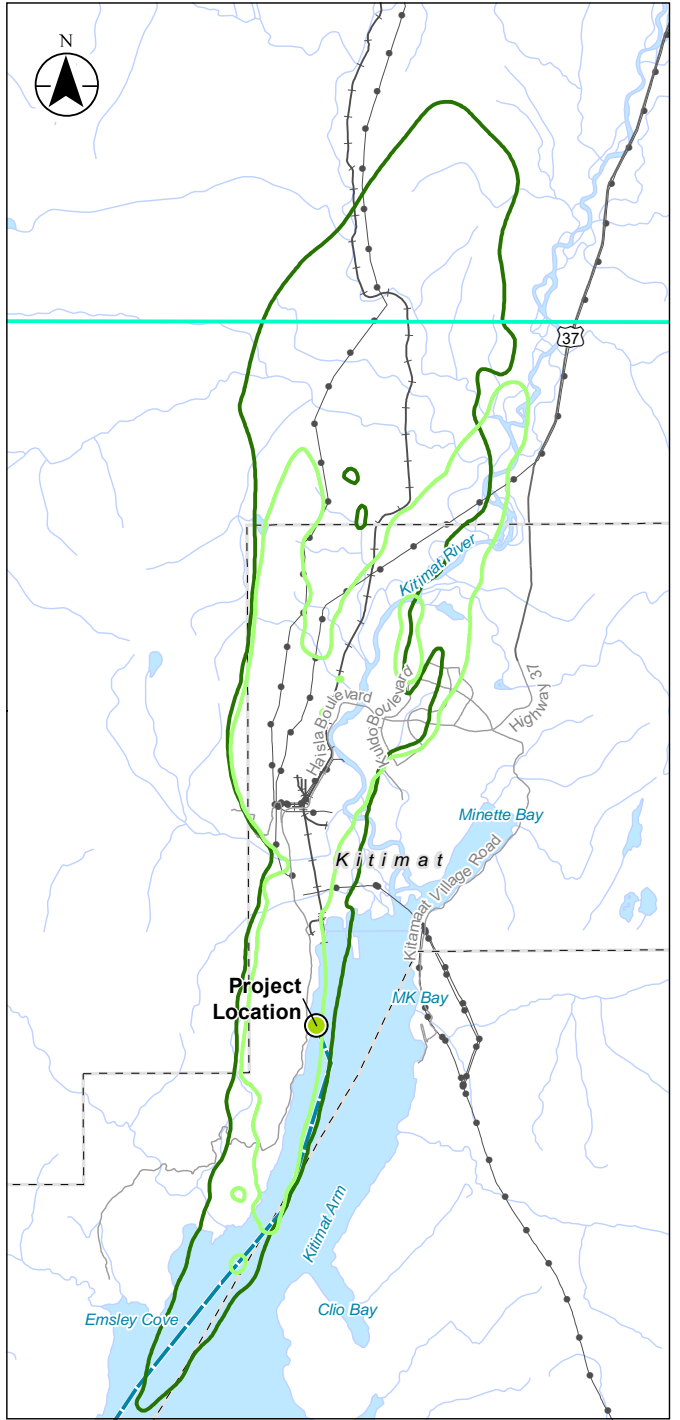 N
37
Kitimat River
Highway 37
Haisla Boulevard
Kuldo Boulevard
Minette Bay
Kitimat
Kitamaat Village Road
Project
Location
MK Bay
Kitimat Arm
Emsley Cove
Clio Bay